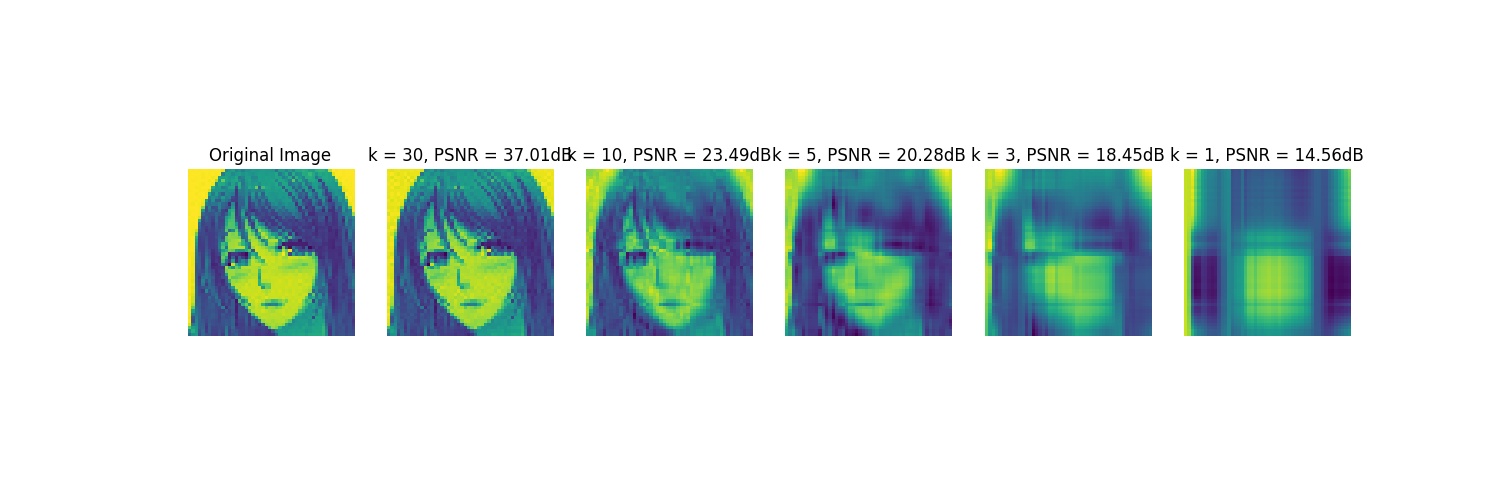 Original Image
k = 30, PSNR = 37.01dB
k = 10, PSNR = 23.49dB
k = 5, PSNR = 20.28dB
k = 3, PSNR = 18.45dB
k = 1, PSNR = 14.56dB